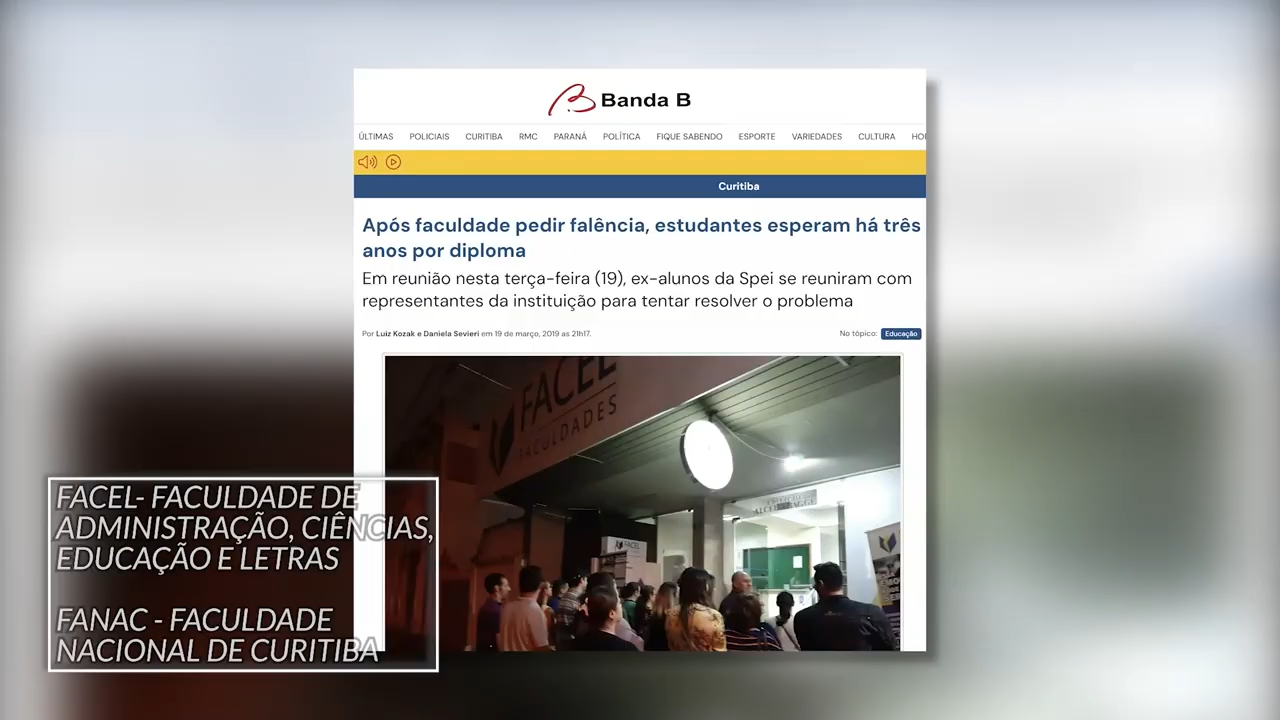 Banda B
ÚLTIMAS POLICIAIS CURITIBA RMC PARANÁ POLÍTICA FIQUE SABENDO ESPORTE VARIEDADES CULTURA
Curitiba
Após faculdade pedir falência, estudantes esperam há três
anos por diploma
Em reunião nesta terça-feira (19), ex-alunos da Spei se reuniram com
representantes da instituição para tentar resolver o problema
Por Luiz Kozak e Daniela Sevieri em 19 de março, 2019 as 21h17.
No tópico: Educação
FACEL
FACULDADES
FACEL
FACEL- FACULDADE DE
ADMINISTRAÇÃO, CIÊNCIAS,
EDUCAÇÃO E LETRAS
FANAC - FACULDADE
NACIONAL DE CURITIBA